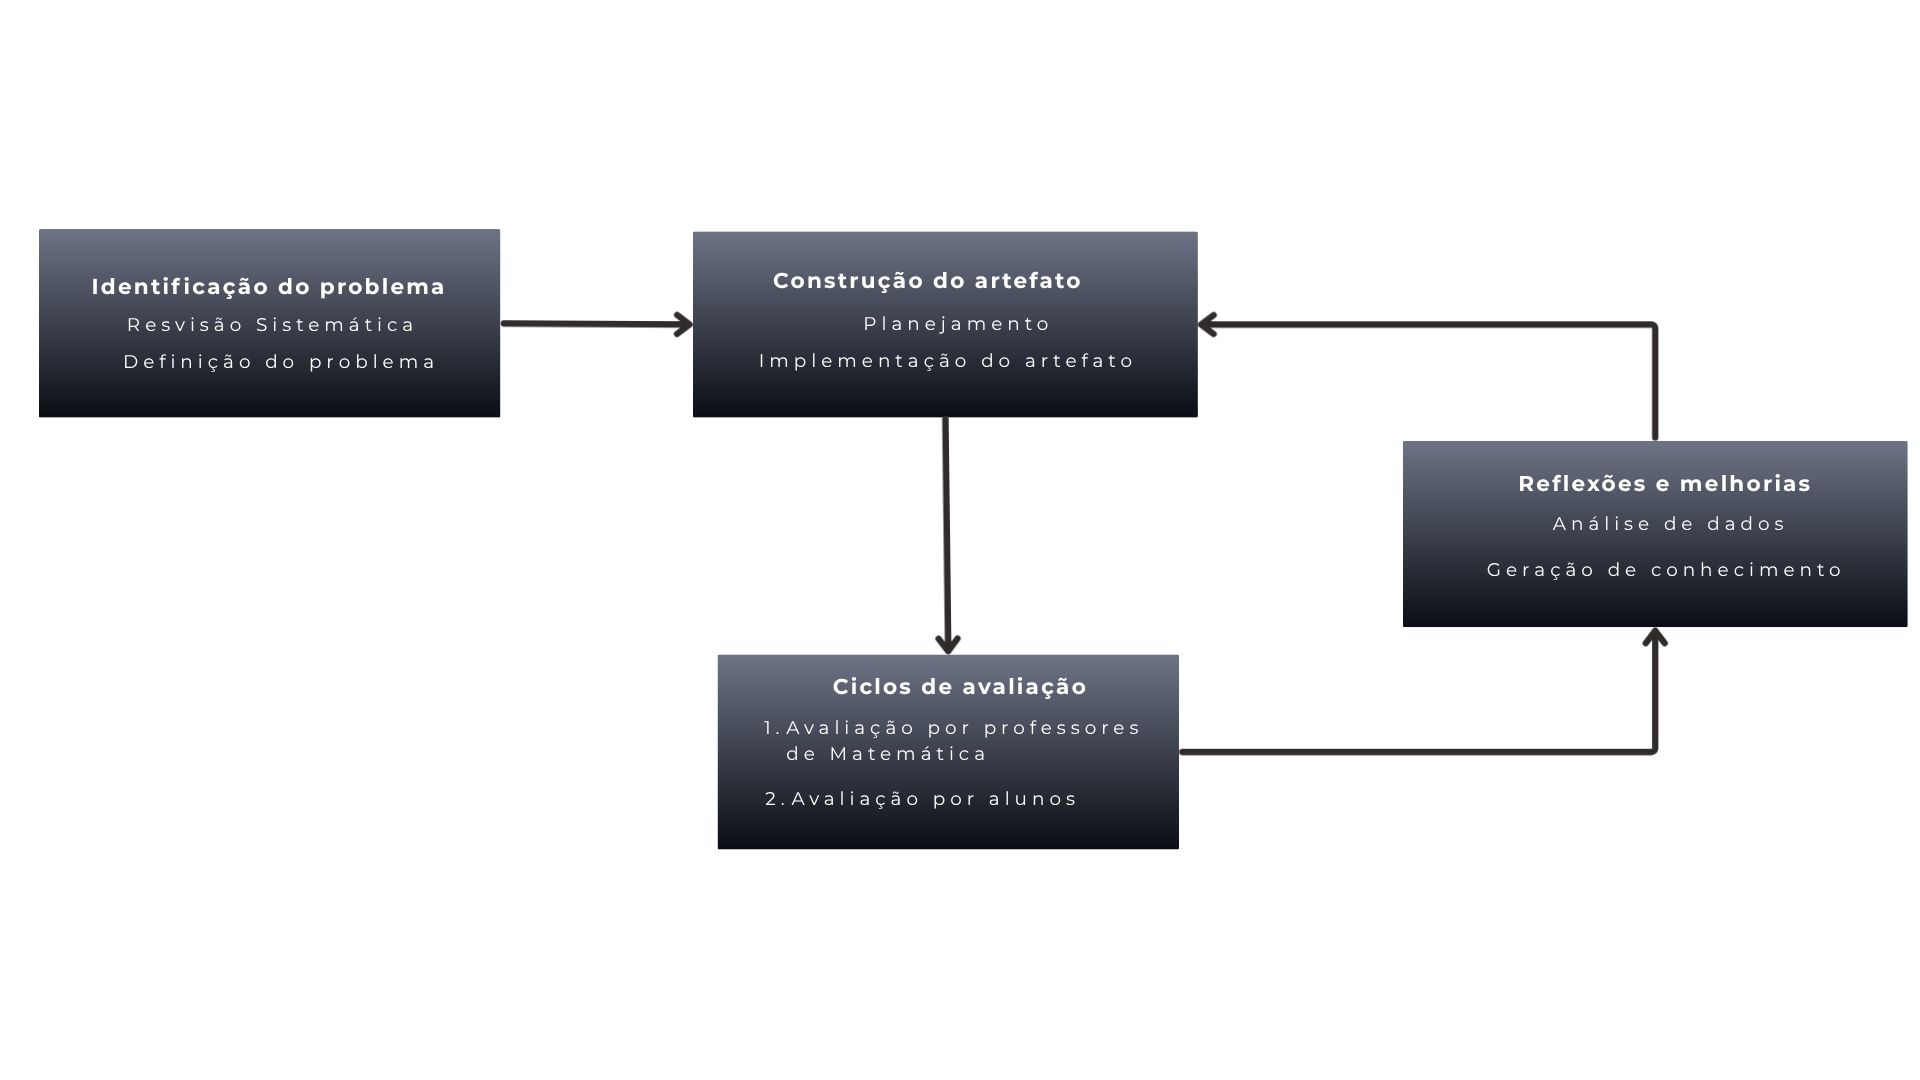 Identificação do problema
Resvisão Sistemática
Definição do problema
Construção do artefato
Planejamento
Implementação do artefato
Reflexões e melhorias
Análise de dados
Geração de conhecimento
Ciclos de avaliação
1. Avaliação por professores
de Matemática
2. Avaliação por alunos